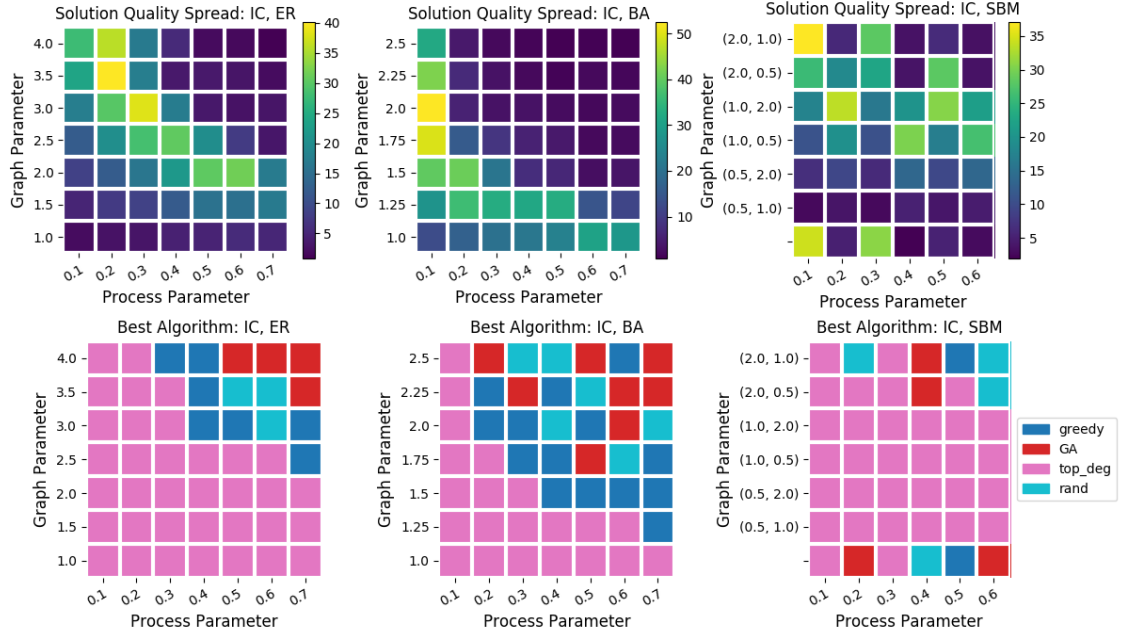 Solution Quality Spread: IC, ER
Graph Parameter
4.0
3.5
3.0
2.5
2.0
1.5
1.0
0.1 0.2 0.3 0.4 0.5 0.6 0.7
Process Parameter
40
35
30
25
20
15
10
5
Solution Quality Spread: IC, BA
Graph Parameter
2.5
2.25
2.0
1.75
1.5
1.25
1.0
0.1 0.2 0.3 0.4 0.5 0.6 0.7
Process Parameter
50
40
30
20
10
Solution Quality Spread: IC, SBM
Graph Parameter
(2.0, 1.0)
(2.0, 0.5)
(1.0, 2.0)
(1.0, 0.5)
(0.5, 2.0)
(0.5, 1.0)
0.1 0.2 0.3 0.4 0.5 0.6
Process Parameter
35
30
25
20
15
10
5
Best Algorithm: IC, ER
Graph Parameter
4.0
3.5
3.0
2.5
2.0
1.5
1.0
0.1 0.2 0.3 0.4 0.5 0.6 0.7
Process Parameter
Best Algorithm: IC, BA
Graph Parameter
2.5
2.25
2.0
1.75
1.5
1.25
1.0
0.1 0.2 0.3 0.4 0.5 0.6 0.7
Process Parameter
Best Algorithm: IC, SBM
Graph Parameter
(2.0, 1.0)
(2.0, 0.5)
(1.0, 2.0)
(1.0, 0.5)
(0.5, 2.0)
(0.5, 1.0)
0.1 0.2 0.3 0.4 0.5 0.6
Process Parameter
greedy
GA
top_deg
rand